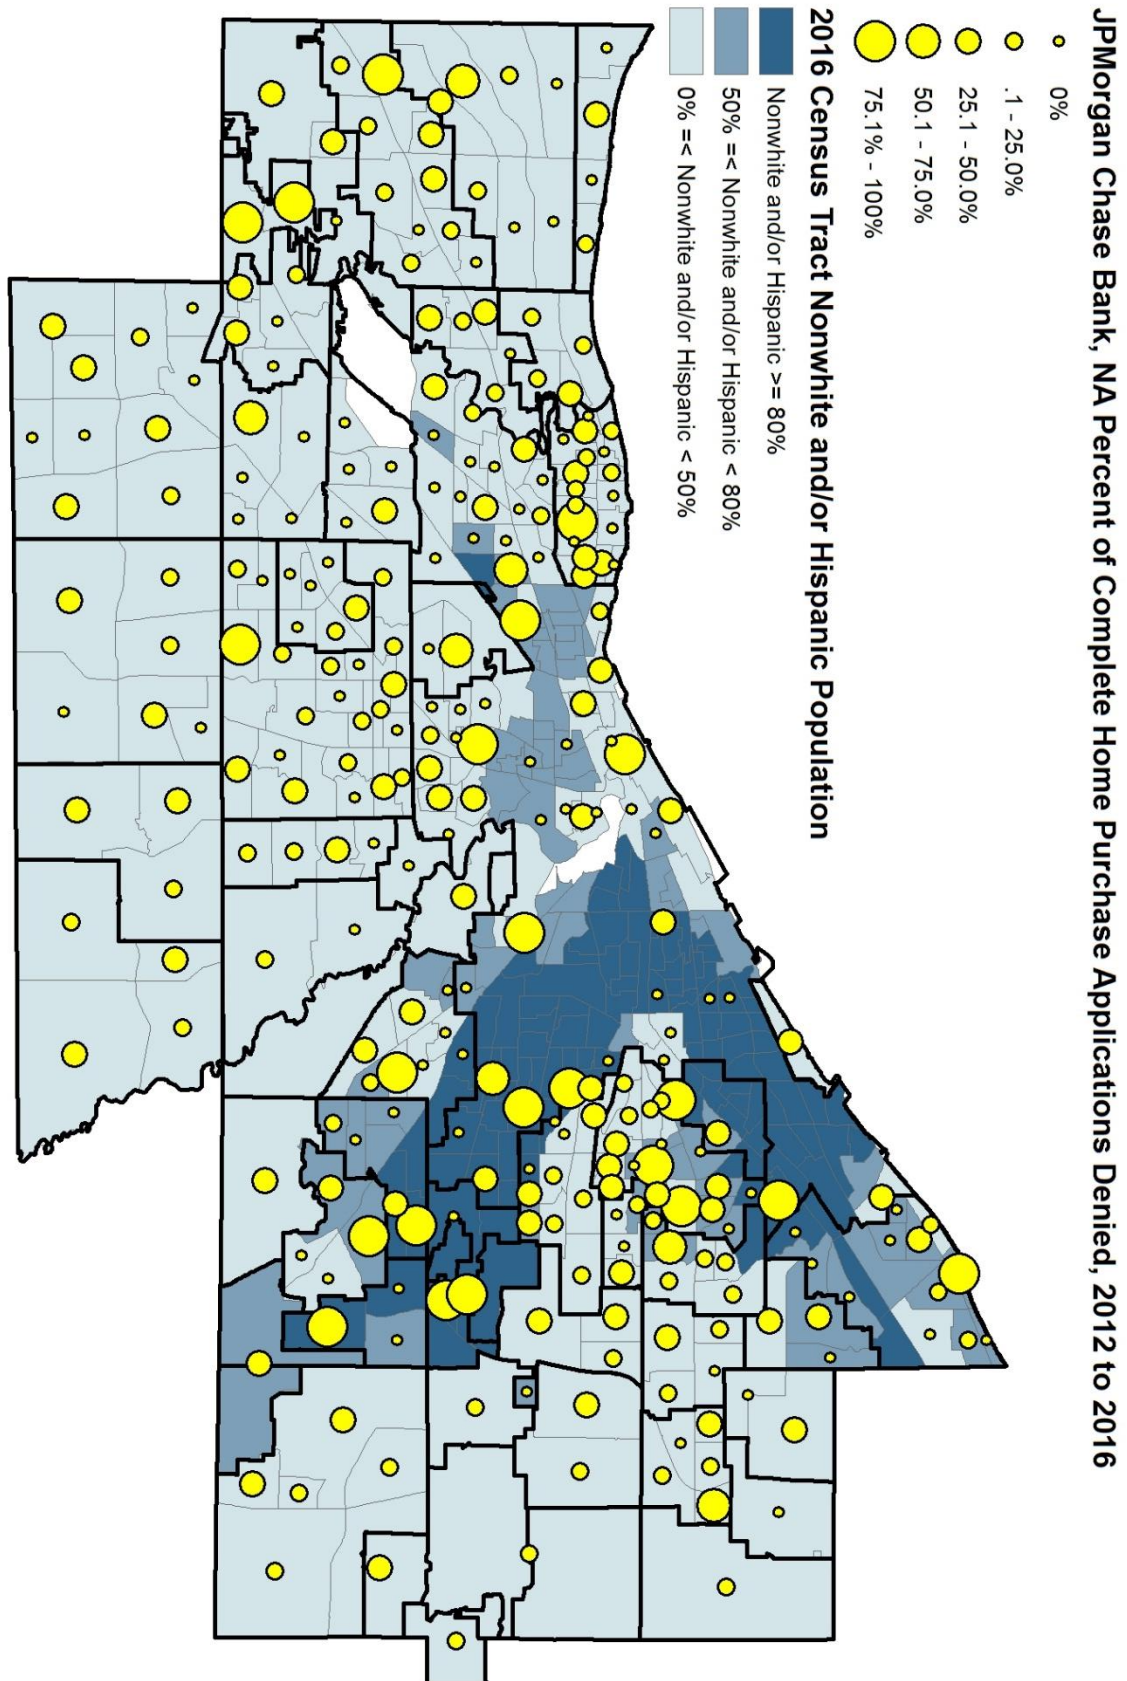 JPMorgan Chase Bank, NA Percent of Complete Home Purchase Applications Denied, 2012 to 2016
0%
.1 - 25.0%
25.1 - 50.0%
50.1 - 75.0%
75.1% - 100%
2016 Census Tract Nonwhite and/or Hispanic Population
Nonwhite and/or Hispanic >= 80%
50% =< Nonwhite and/or Hispanic < 80%
0% =< Nonwhite and/or Hispanic < 50%